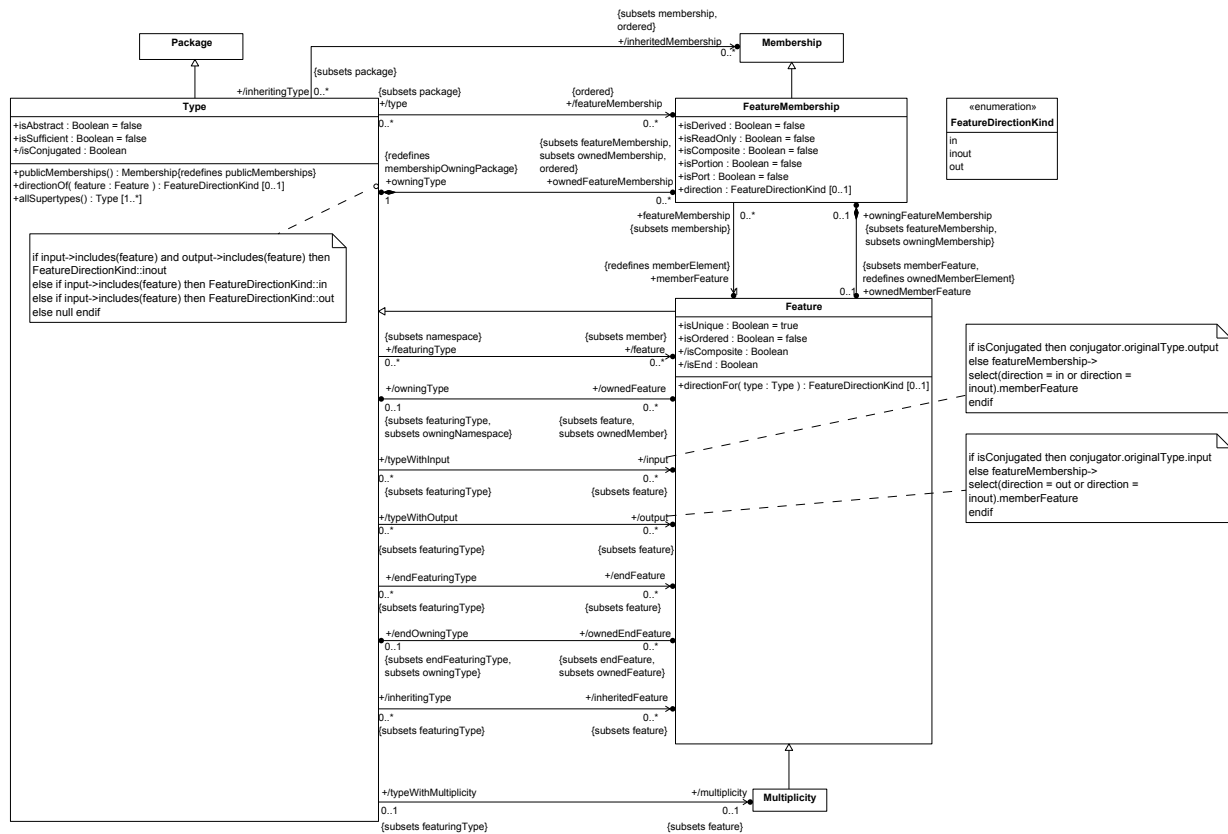 {subsets membership,
ordered}
+/inheritedMembership
0..*
Package
Membership
{subsets package}
+/inheritingType
0..*
Type
+isAbstract : Boolean = false
+isSufficient : Boolean = false
+/isConjugated : Boolean
+publicMemberships() : Membership{redefines publicMemberships}
+directionOf( feature : Feature ) : FeatureDirectionKind [0..1]
+allSupertypes() : Type [1..*]
{subsets package}
+/type
0..*
{ordered}
+/featureMembership
0..*
{redefines
membershipOwningPackage}
+owningType
1
{subsets featureMembership,
subsets ownedMembership,
ordered}
+ownedFeatureMembership
0..*
FeatureMembership
+isDerived : Boolean = false
+isReadOnly : Boolean = false
+isComposite : Boolean = false
+isPortion : Boolean = false
+isPort : Boolean = false
+direction : FeatureDirectionKind [0..1]
«enumeration»
FeatureDirectionKind
in
inout
out
if input->includes(feature) and output->includes(feature) then
FeatureDirectionKind::inout
else if input->includes(feature) then FeatureDirectionKind::in
else if input->includes(feature) then FeatureDirectionKind::out
else null endif
+featureMembership
0..*
{subsets membership}
0..1
+owningFeatureMembership
{subsets featureMembership,
subsets owningMembership}
{redefines memberElement}
+memberFeature
1
{subsets memberFeature,
redefines ownedMemberElement}
0..1
+ownedMemberFeature
Feature
+isUnique : Boolean = true
+isOrdered : Boolean = false
+/isComposite : Boolean
+/isEnd : Boolean
+directionFor( type : Type ) : FeatureDirectionKind [0..1]
{subsets namespace}
+/featuringType
0..*
{subsets member}
+/feature
0..*
+/owningType
0..1
{subsets featuringType,
subsets owningNamespace}
+/ownedFeature
0..*
{subsets feature,
subsets ownedMember}
+/typeWithInput
0..*
{subsets featuringType}
+/input
0..*
{subsets feature}
+/typeWithOutput
0..*
{subsets featuringType}
+/output
0..*
{subsets feature}
+/endFeaturingType
0..*
{subsets featuringType}
+/endFeature
0..*
{subsets feature}
+/endOwningType
0..1
{subsets endFeaturingType,
subsets owningType}
+/ownedEndFeature
0..*
{subsets endFeature,
subsets ownedFeature}
+/inheritingType
0..*
{subsets featuringType}
+/inheritedFeature
0..*
{subsets feature}
if isConjugated then conjugator.originalType.output
else featureMembership->
select(direction = in or direction =
inout).memberFeature
endif
if isConjugated then conjugator.originalType.input
else featureMembership->
select(direction = out or direction =
inout).memberFeature
endif
+/typeWithMultiplicity
0..1
{subsets featuringType}
+/multiplicity
0..1
{subsets feature}
Multiplicity